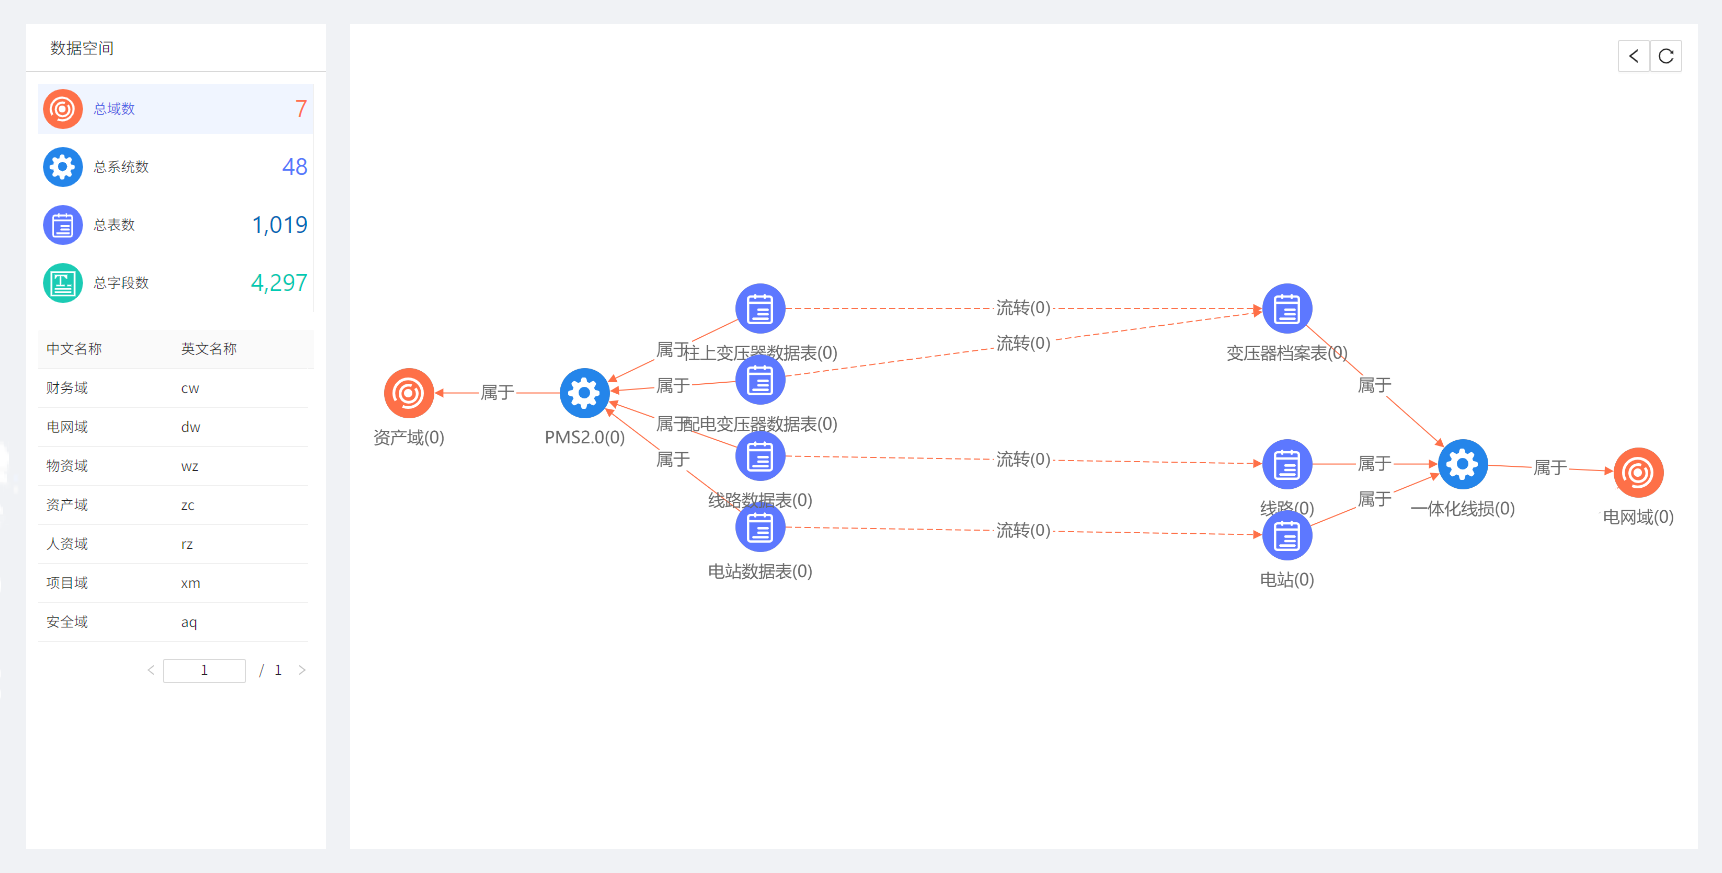 数据空间
总域数 7
总系统数 48
总表数 1,019
总字段数 4,297
中文名称 英文名称
财务域 cw
电网域 dw
物资域 wz
资产域 zc
人资域 rz
项目域 xm
安全域 aq
1 / 1
流转(0)
属于 柱上变压器数据表(0)
流转(0)
变压器档案表(0)
属于
属于
属于
资产域(0)
PMS2.0(0)
属于
配电变压器数据表(0)
属于
流转(0)
属于
属于
线路数据表(0)
线路(0)
属于
一体化线损(0)
属于
电网域(0)
流转(0)
电站数据表(0)
电站(0)